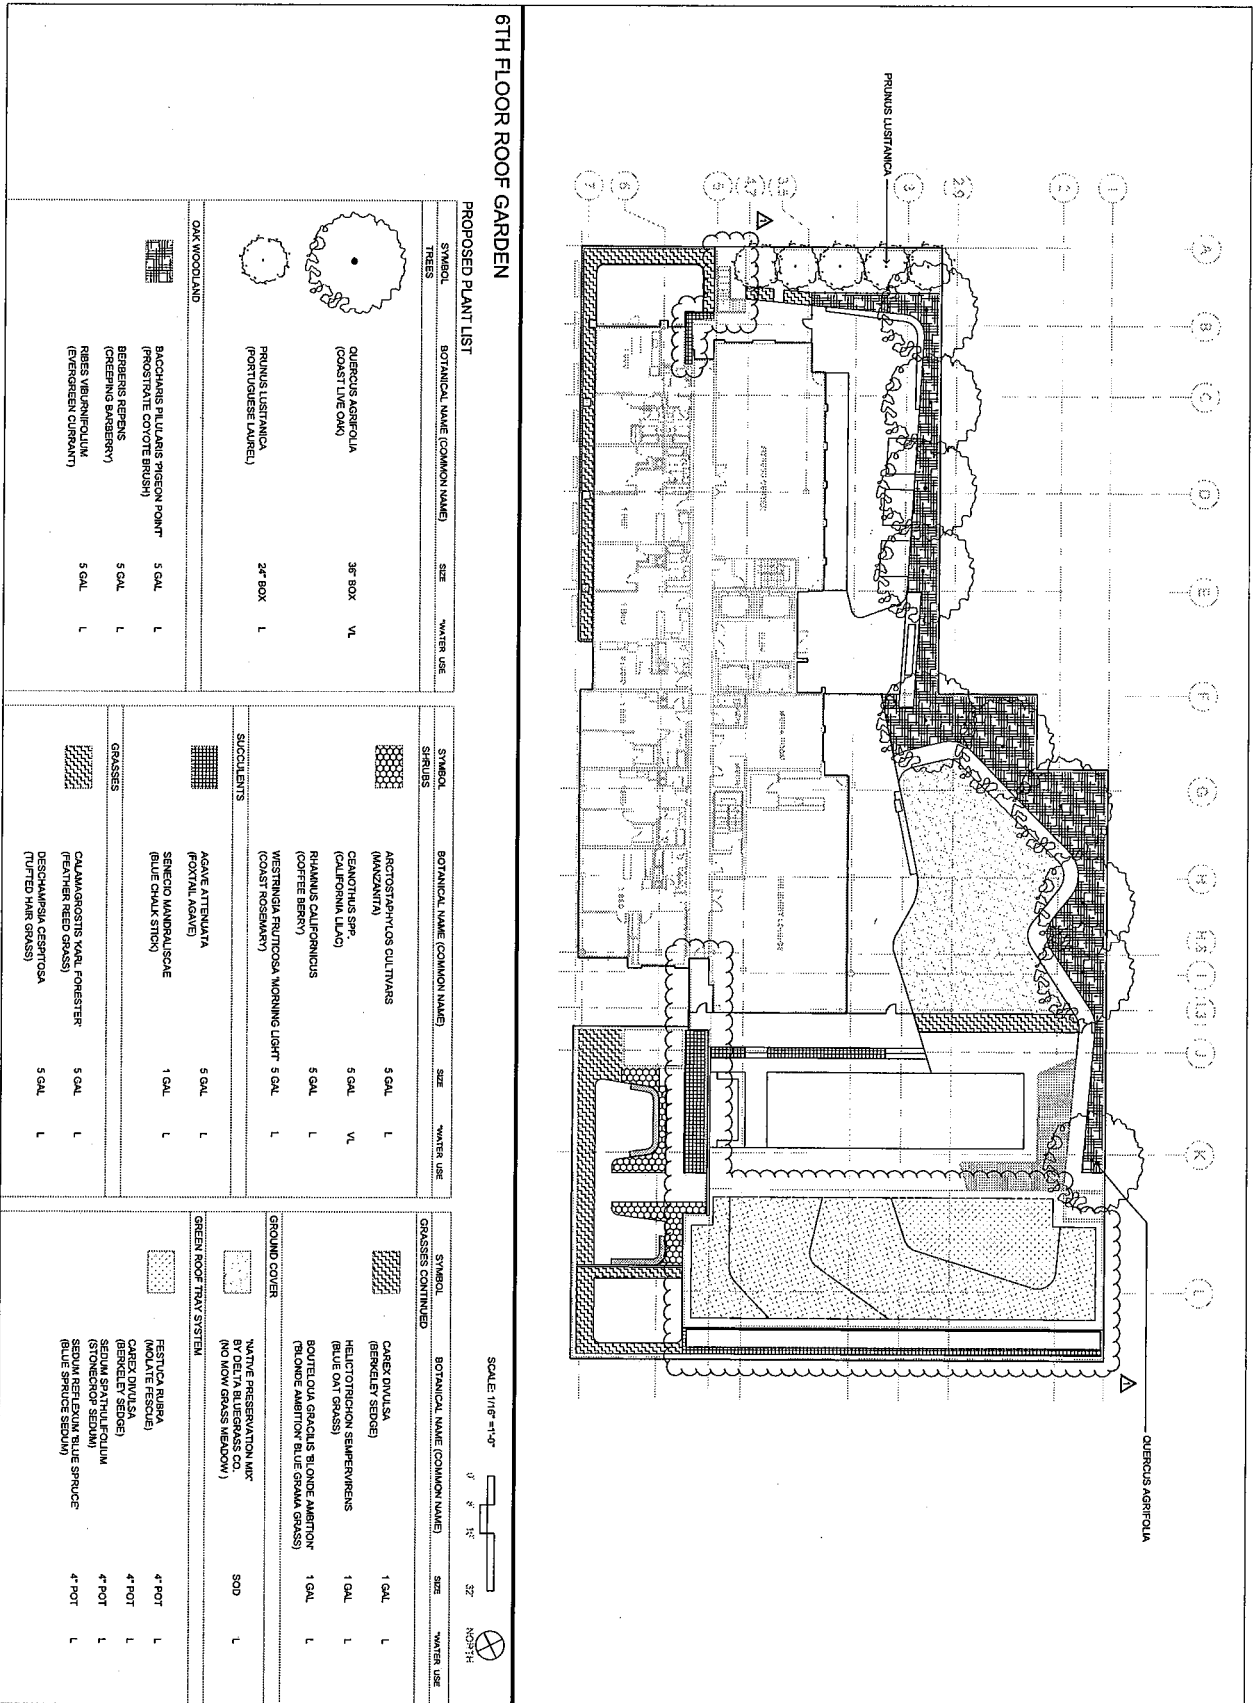 PRUNUS LUSITANICA
QUERCUS AGRIFOLIA
A
B
C
D
E
F
G
H
H.5
I
J
K
L
1
2
2.9
3
4.7
6
7
6TH FLOOR ROOF GARDEN
SCALE: 1/16" =1'-0"
0'
8'
16'
32'
NORTH
PROPOSED PLANT LIST
SYMBOL BOTANICAL NAME (COMMON NAME) SIZE *WATER USE
TREES
QUERCUS AGRIFOLIA 36" BOX VL
(COAST LIVE OAK)
PRUNUS LUSITANICA 24" BOX L
(PORTUGUESE LAUREL)
OAK WOODLAND
BACCHARIS PILULARIS 'PIGEON POINT' 5 GAL L
(PROSTRATE COYOTE BRUSH)
BERBERIS REPENS 5 GAL L
(CREEPING BARBERRY)
RIBES VIBURNIFOLIUM 5 GAL L
(EVERGREEN CURRANT)
SYMBOL BOTANICAL NAME (COMMON NAME) SIZE *WATER USE
SHRUBS
ARCTOSTAPHYLOS CULTIVARS 5 GAL L
(MANZANITA)
CEANOTHUS SPP. 5 GAL VL
(CALIFORNIA LILAC)
RHAMNUS CALIFORNICUS 5 GAL L
(COFFEE BERRY)
WESTRINGIA FRUTICOSA 'MORNING LIGHT' 5 GAL L
(COAST ROSEMARY)
SUCCULENTS
AGAVE ATTENUATA 5 GAL L
(FOXTAIL AGAVE)
SENECIO MANDRALISCAE 1 GAL L
(BLUE CHALK STICK)
GRASSES
CALAMAGROSTIS 'KARL FORESTER' 5 GAL L
(FEATHER REED GRASS)
DESCHAMPSIA CESPITOSA 5 GAL L
(TUFTED HAIR GRASS)
SYMBOL BOTANICAL NAME (COMMON NAME) SIZE *WATER USE
GRASSES CONTINUED
CAREX DIVULSA 1 GAL L
(BERKELEY SEDGE)
HELICTOTRICHON SEMPERVIRENS 1 GAL L
(BLUE OAT GRASS)
BOUTELOUA GRACILIS 'BLONDE AMBITION' 1 GAL L
('BLONDE AMBITION' BLUE GRAMA GRASS)
GROUND COVER
'NATIVE PRESERVATION MIX' SOD L
BY DELTA BLUEGRASS CO.
(NO MOW GRASS MEADOW )
GREEN ROOF TRAY SYSTEM
FESTUCA RUBRA 4" POT L
(MOLATE FESCUE)
CAREX DIVULSA 4" POT L
(BERKELEY SEDGE)
SEDUM SPATHULIFOLIUM 4" POT L
(STONECROP SEDUM)
SEDUM REFLEXUM 'BLUE SPRUCE' 4" POT L
(BLUE SPRUCE SEDUM)